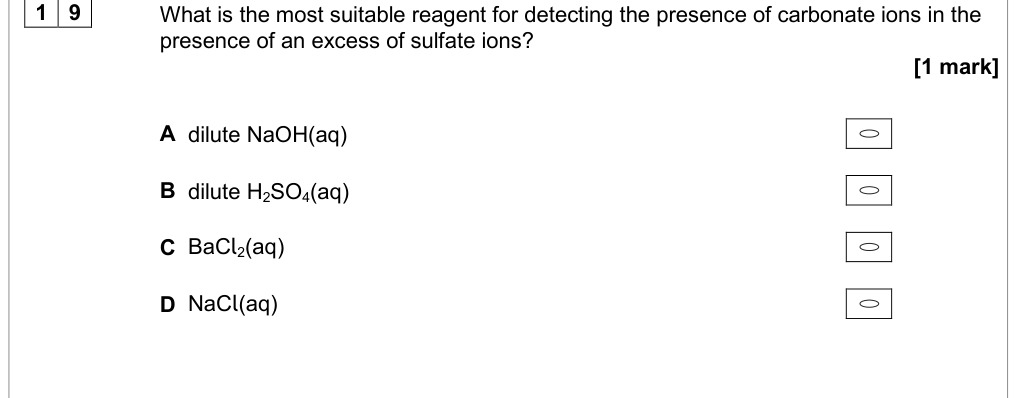 1 9
What is the most suitable reagent for detecting the presence of carbonate ions in the
presence of an excess of sulfate ions?
[1 mark]
A dilute NaOH(aq)
B dilute H₂SO₄(aq)
C BaCl₂(aq)
D NaCl(aq)